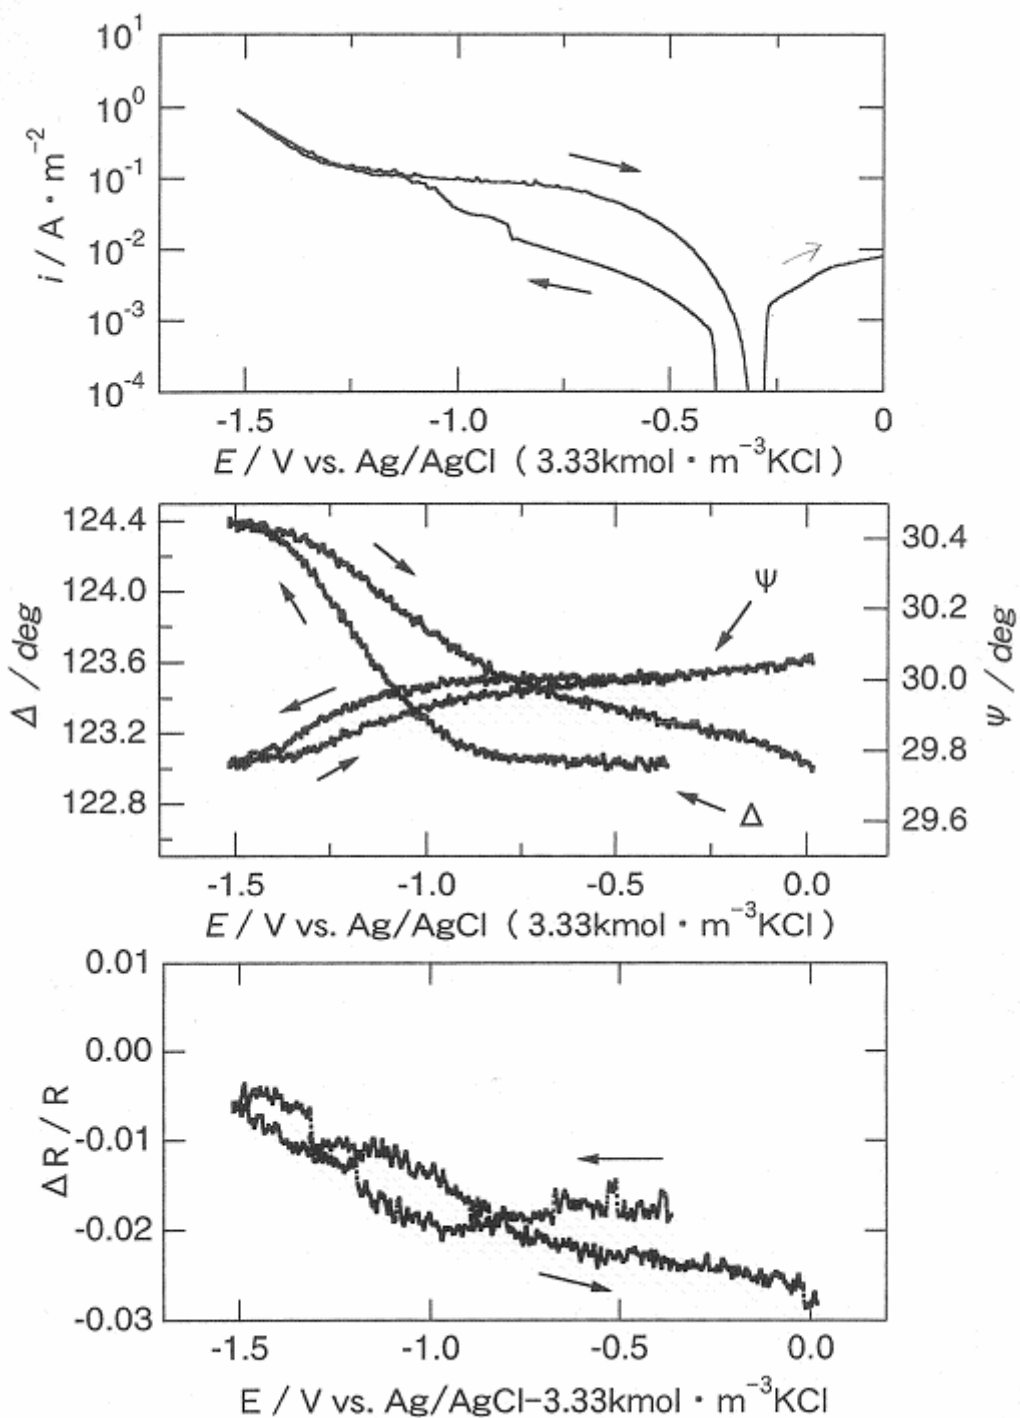 10¹
10⁰
10⁻¹
10⁻²
10⁻³
10⁻⁴
i / A · m⁻²
-1.5 -1.0 -0.5 0
E / V vs. Ag/AgCl ( 3.33kmol · m⁻³KCl )
124.4
124.0
123.6
123.2
122.8
Δ / deg
30.4
30.2
30.0
29.8
29.6
Ψ / deg
Ψ
Δ
-1.5 -1.0 -0.5 0.0
E / V vs. Ag/AgCl ( 3.33kmol · m⁻³KCl )
0.01
0.00
-0.01
-0.02
-0.03
ΔR / R
-1.5 -1.0 -0.5 0.0
E / V vs. Ag/AgCl-3.33kmol · m⁻³KCl